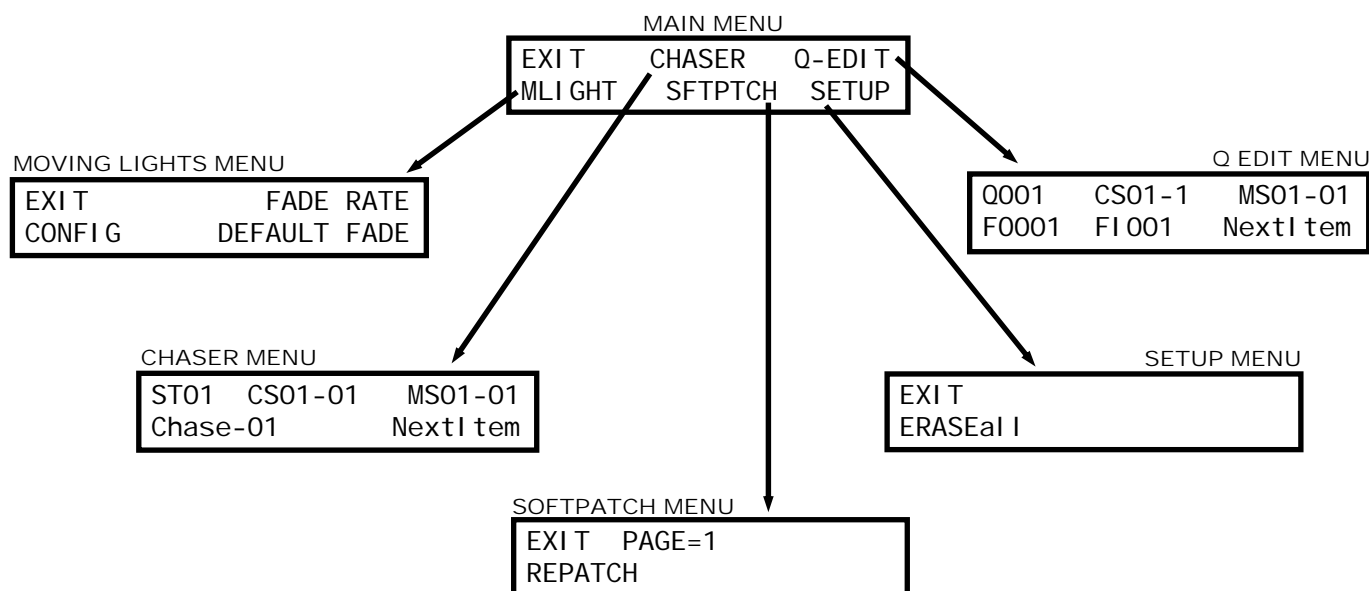 MAIN MENU
EXIT CHASER Q-EDIT
MLIGHT SFTPTCH SETUP
MOVING LIGHTS MENU
EXIT FADE RATE
CONFIG DEFAULT FADE
Q EDIT MENU
Q001 CS01-1 MS01-01
FO001 FI001 NextItem
CHASER MENU
ST01 CS01-01 MS01-01
Chase-01 NextItem
SETUP MENU
EXIT
ERASEall
SOFTPATCH MENU
EXIT PAGE=1
REPATCH